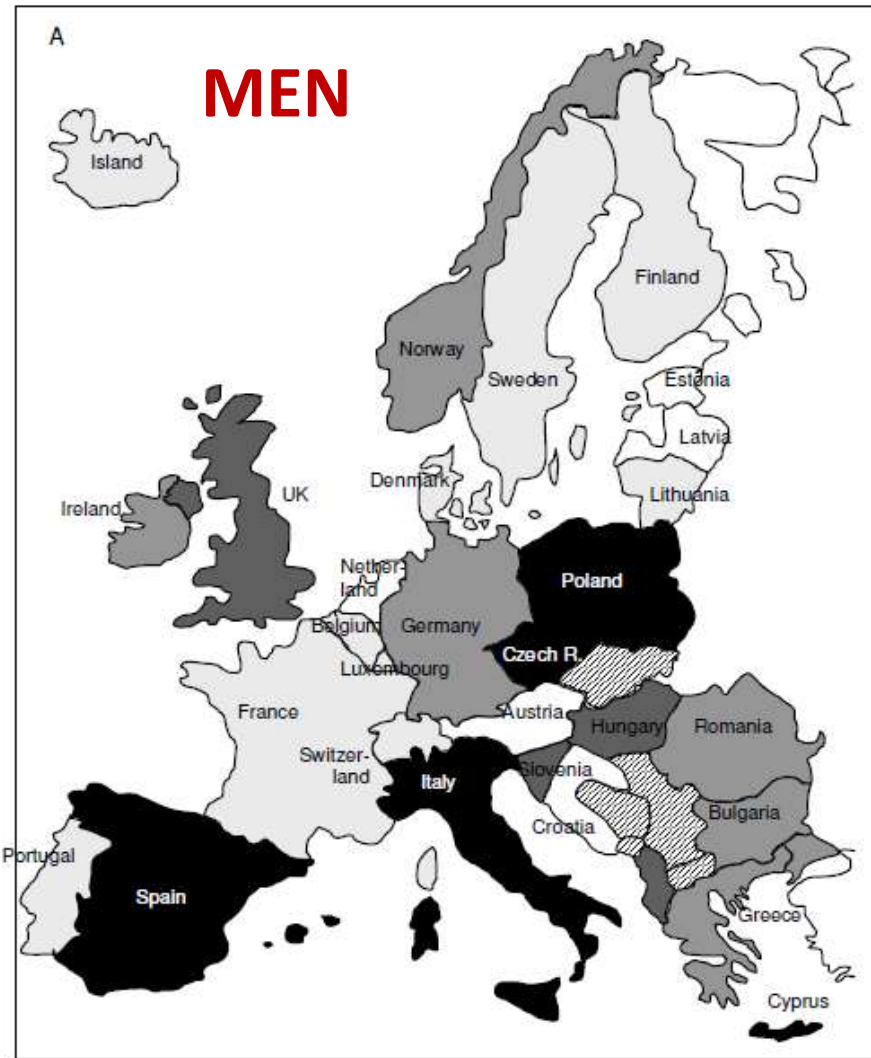 A
MEN
Island
Finland
Norway
Sweden
Estonia
Latvia
Denmark
Lithuania
UK
Ireland
Nether-
land
Poland
Belgium
Germany
Czech R.
Luxembourg
France
Austria
Hungary
Romania
Switzer-
land
Slovenia
Italy
Croatia
Bulgaria
Portugal
Spain
Greece
Cyprus